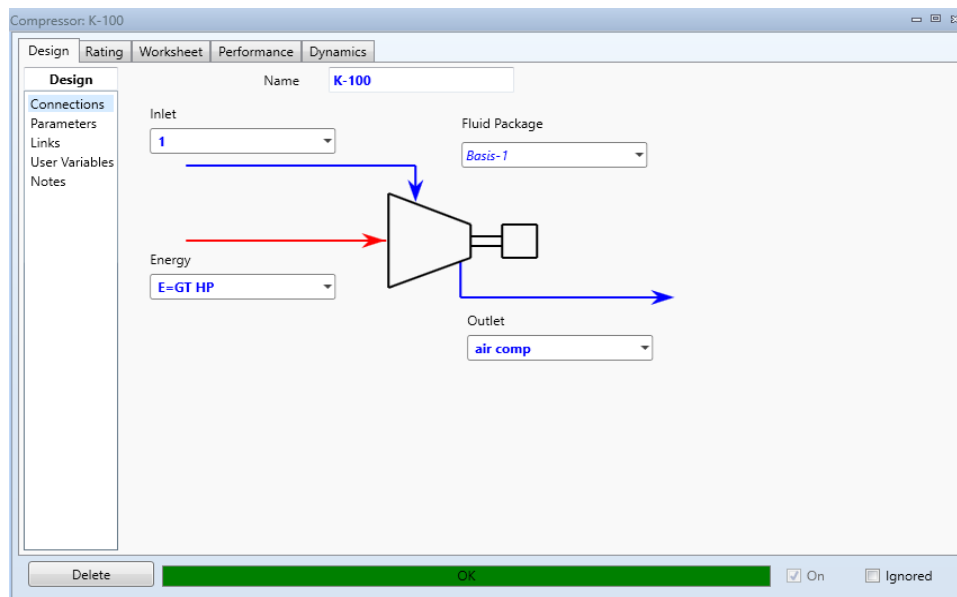 Compressor: K-100
Design Rating Worksheet Performance Dynamics
Design
Connections
Parameters
Links
User Variables
Notes
Name K-100
Inlet
1
Fluid Package
Basis-1
Energy
E=GT HP
Outlet
air comp
Delete OK On Ignored